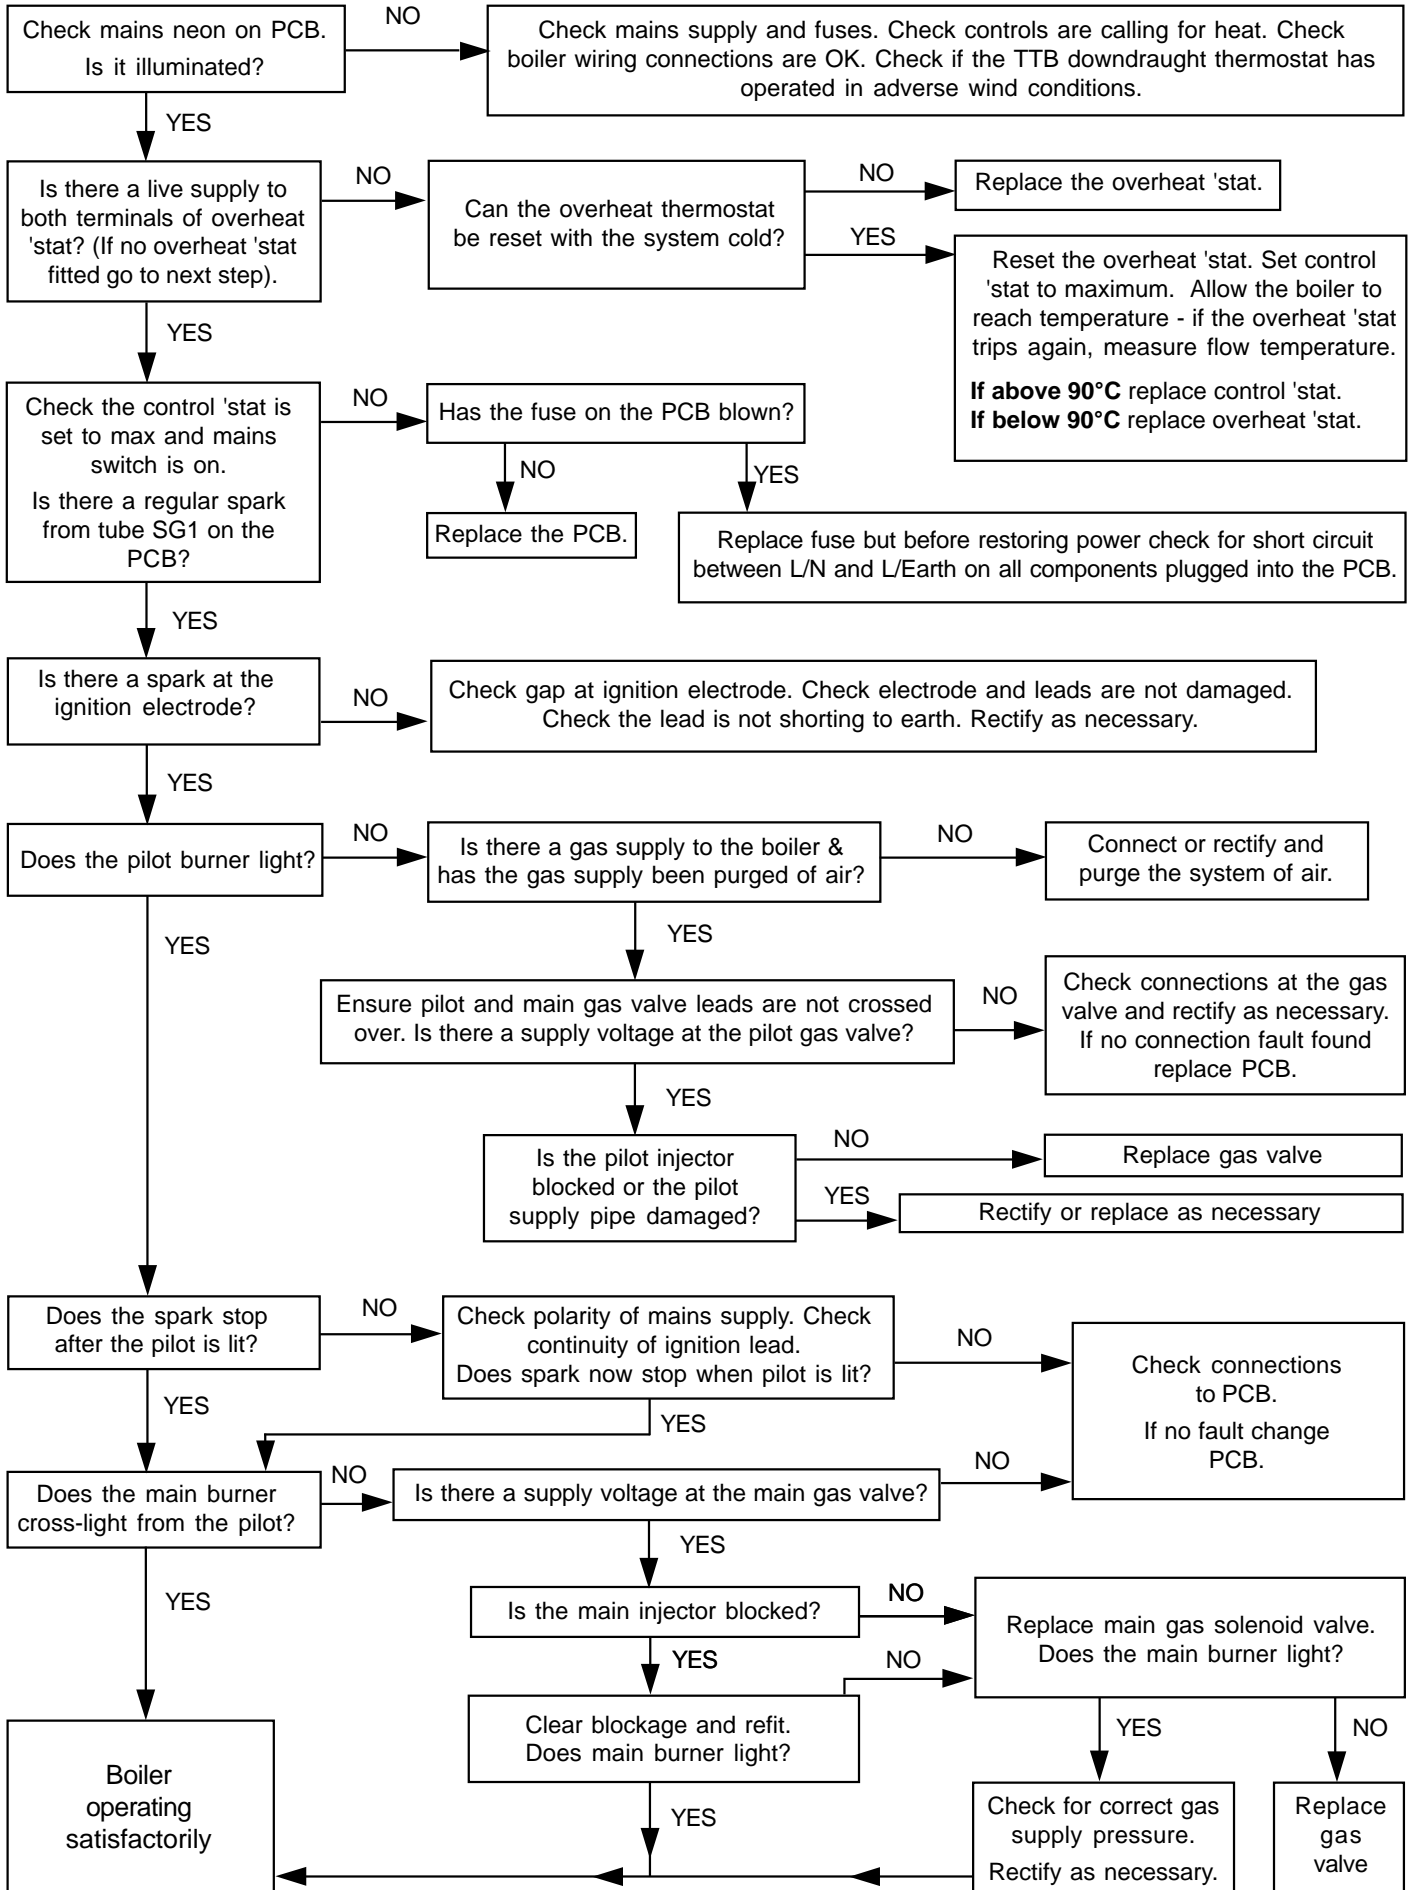 Check mains neon on PCB.
Is it illuminated?
NO
Check mains supply and fuses. Check controls are calling for heat. Check
boiler wiring connections are OK. Check if the TTB downdraught thermostat has
operated in adverse wind conditions.
YES
Is there a live supply to
both terminals of overheat
'stat? (If no overheat 'stat
fitted go to next step).
NO
Can the overheat thermostat
be reset with the system cold?
NO
Replace the overheat 'stat.
YES
Reset the overheat 'stat. Set control
'stat to maximum. Allow the boiler to
reach temperature - if the overheat 'stat
trips again, measure flow temperature.
If above 90°C replace control 'stat.
If below 90°C replace overheat 'stat.
YES
Check the control 'stat is
set to max and mains
switch is on.
Is there a regular spark
from tube SG1 on the
PCB?
NO
Has the fuse on the PCB blown?
NO
Replace the PCB.
YES
Replace fuse but before restoring power check for short circuit
between L/N and L/Earth on all components plugged into the PCB.
YES
Is there a spark at the
ignition electrode?
NO
Check gap at ignition electrode. Check electrode and leads are not damaged.
Check the lead is not shorting to earth. Rectify as necessary.
YES
Does the pilot burner light?
NO
Is there a gas supply to the boiler &
has the gas supply been purged of air?
NO
Connect or rectify and
purge the system of air.
YES
YES
Ensure pilot and main gas valve leads are not crossed
over. Is there a supply voltage at the pilot gas valve?
NO
Check connections at the gas
valve and rectify as necessary.
If no connection fault found
replace PCB.
YES
Is the pilot injector
blocked or the pilot
supply pipe damaged?
NO
Replace gas valve
YES
Rectify or replace as necessary
Does the spark stop
after the pilot is lit?
NO
Check polarity of mains supply. Check
continuity of ignition lead.
Does spark now stop when pilot is lit?
NO
Check connections
to PCB.
If no fault change
PCB.
YES
YES
Does the main burner
cross-light from the pilot?
NO
Is there a supply voltage at the main gas valve?
NO
YES
YES
Is the main injector blocked?
NO
Replace main gas solenoid valve.
Does the main burner light?
YES
NO
Clear blockage and refit.
Does main burner light?
YES
NO
Boiler
operating
satisfactorily
YES
Check for correct gas
supply pressure.
Rectify as necessary.
Replace
gas
valve